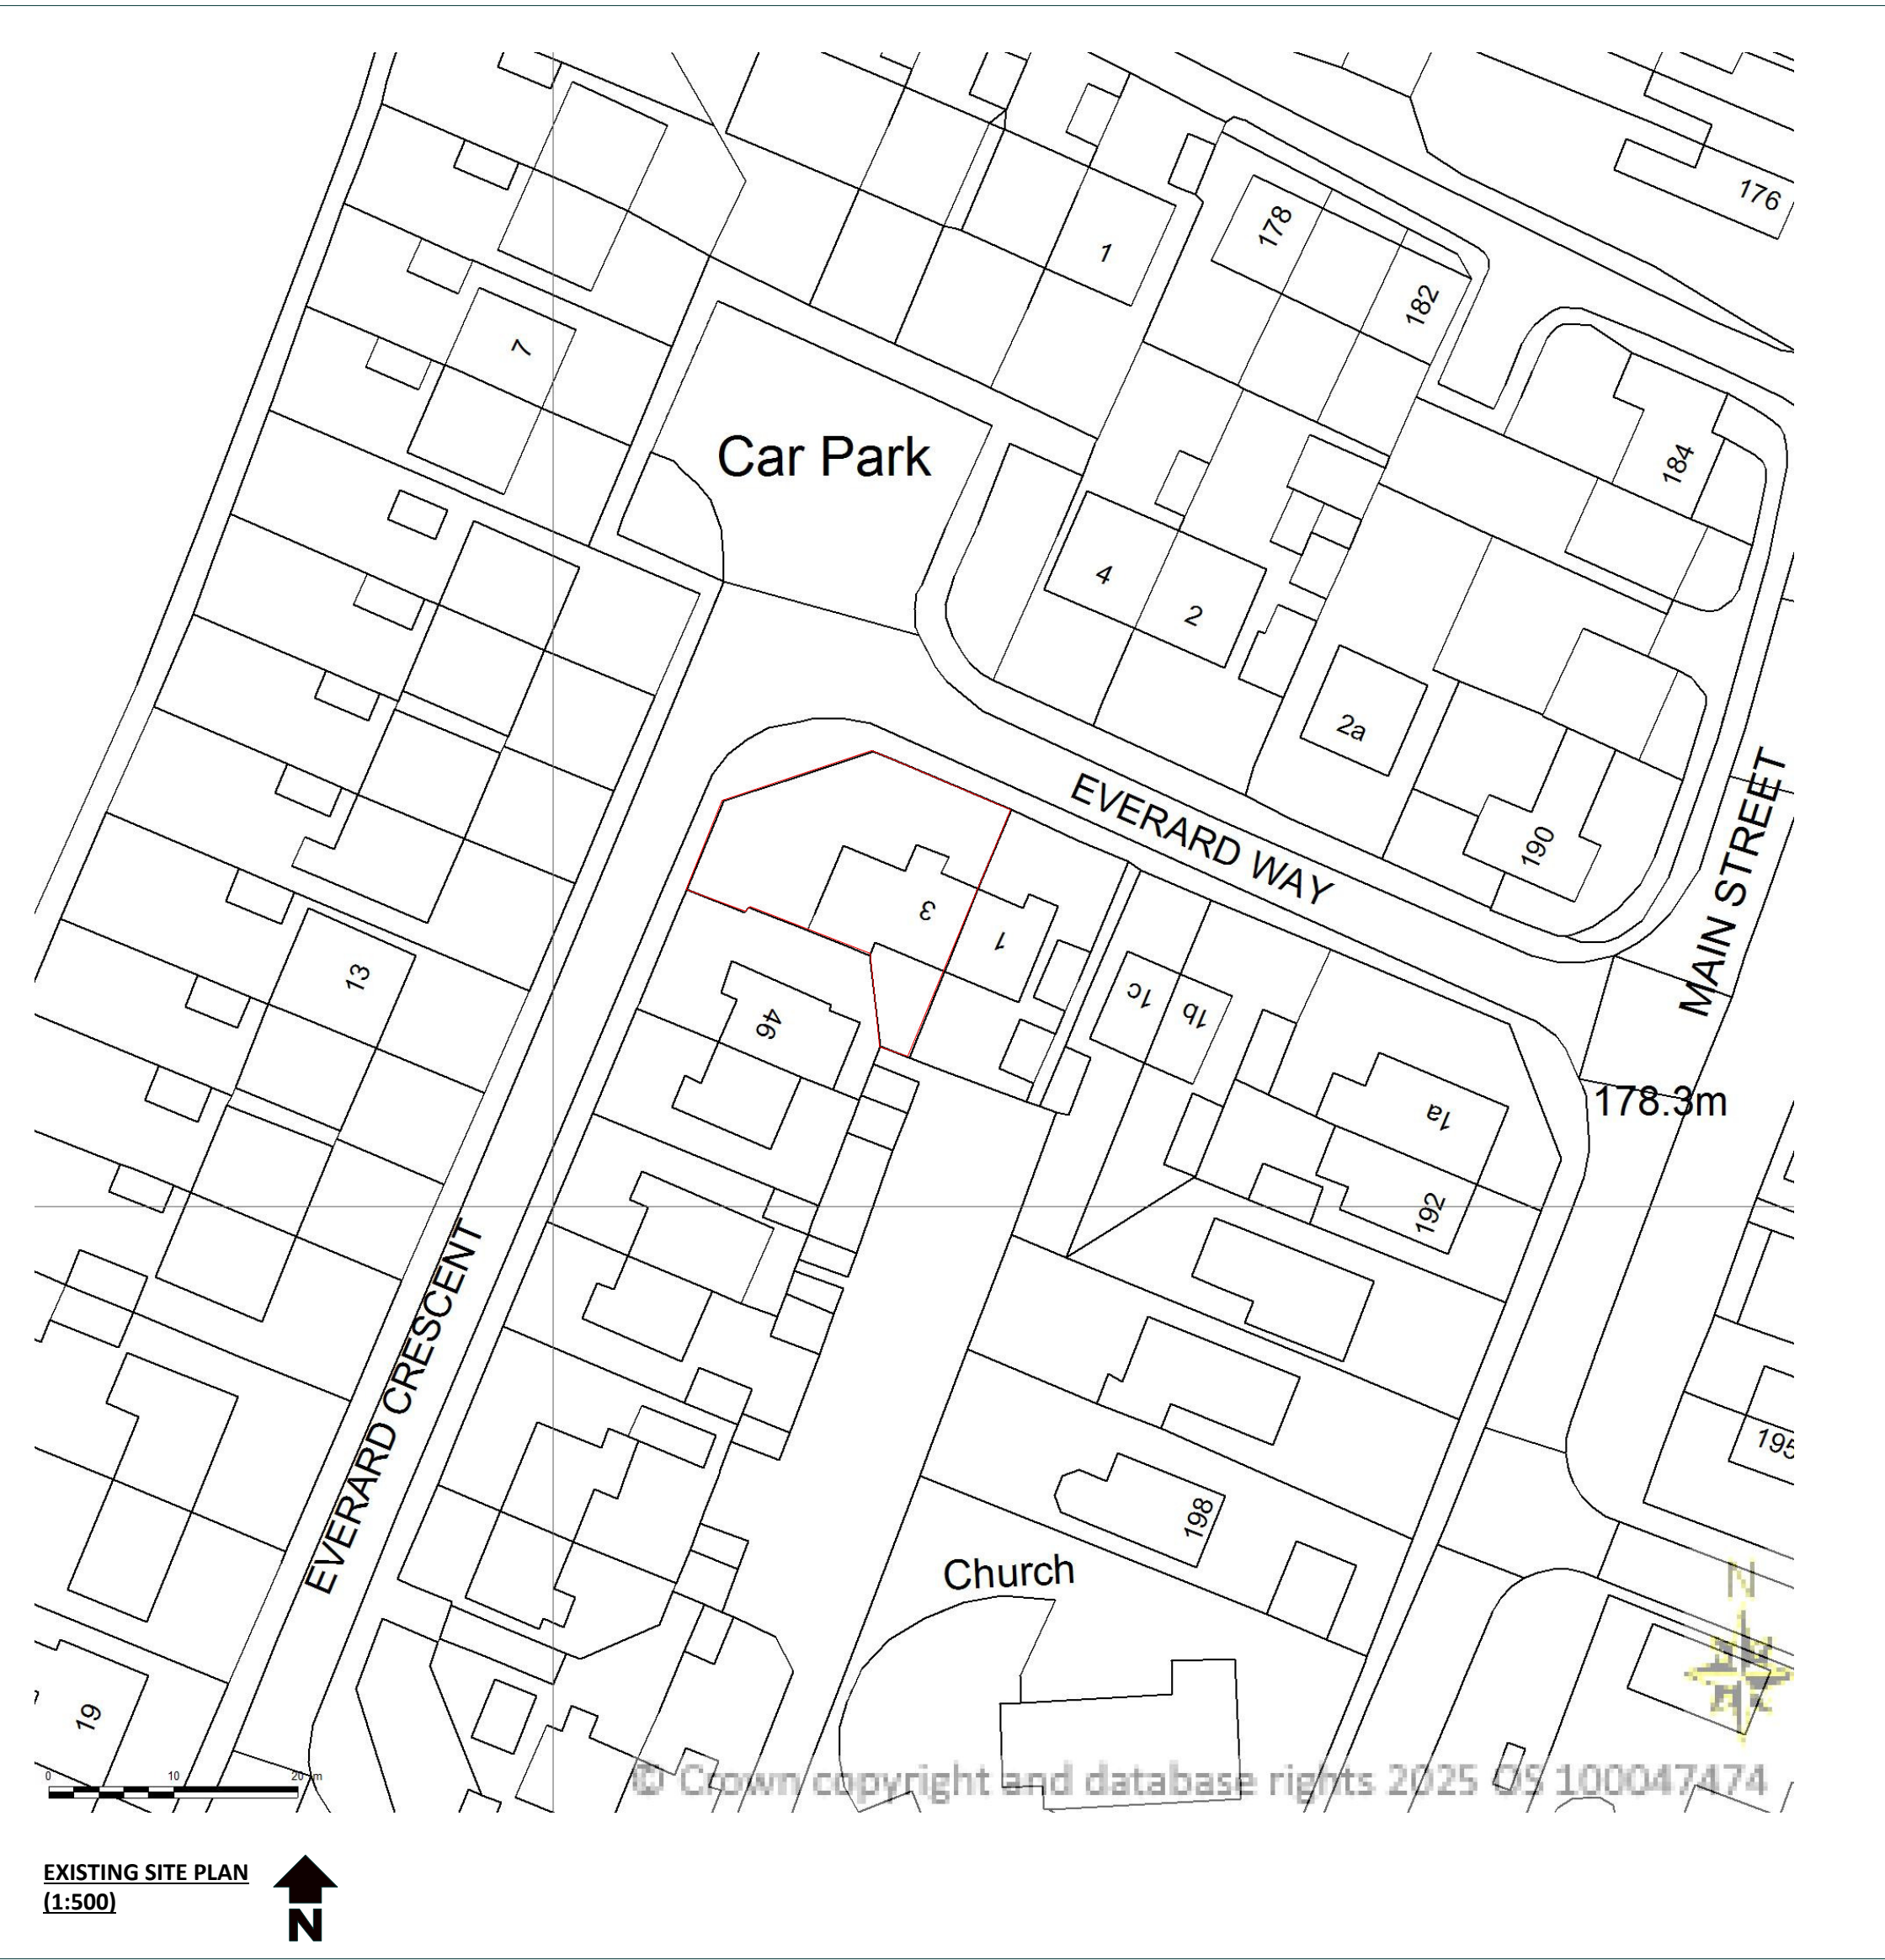 176
178
1
182
7
Car Park
184
4
2
2a
EVERARD WAY
190
MAIN STREET
3
1
13
1c
1b
46
178.3m
1a
192
EVERARD CRESCENT
195
198
Church
N
19
0 10 20 m
© Crown copyright and database rights 2025 OS 100047474
EXISTING SITE PLAN
(1:500)
N